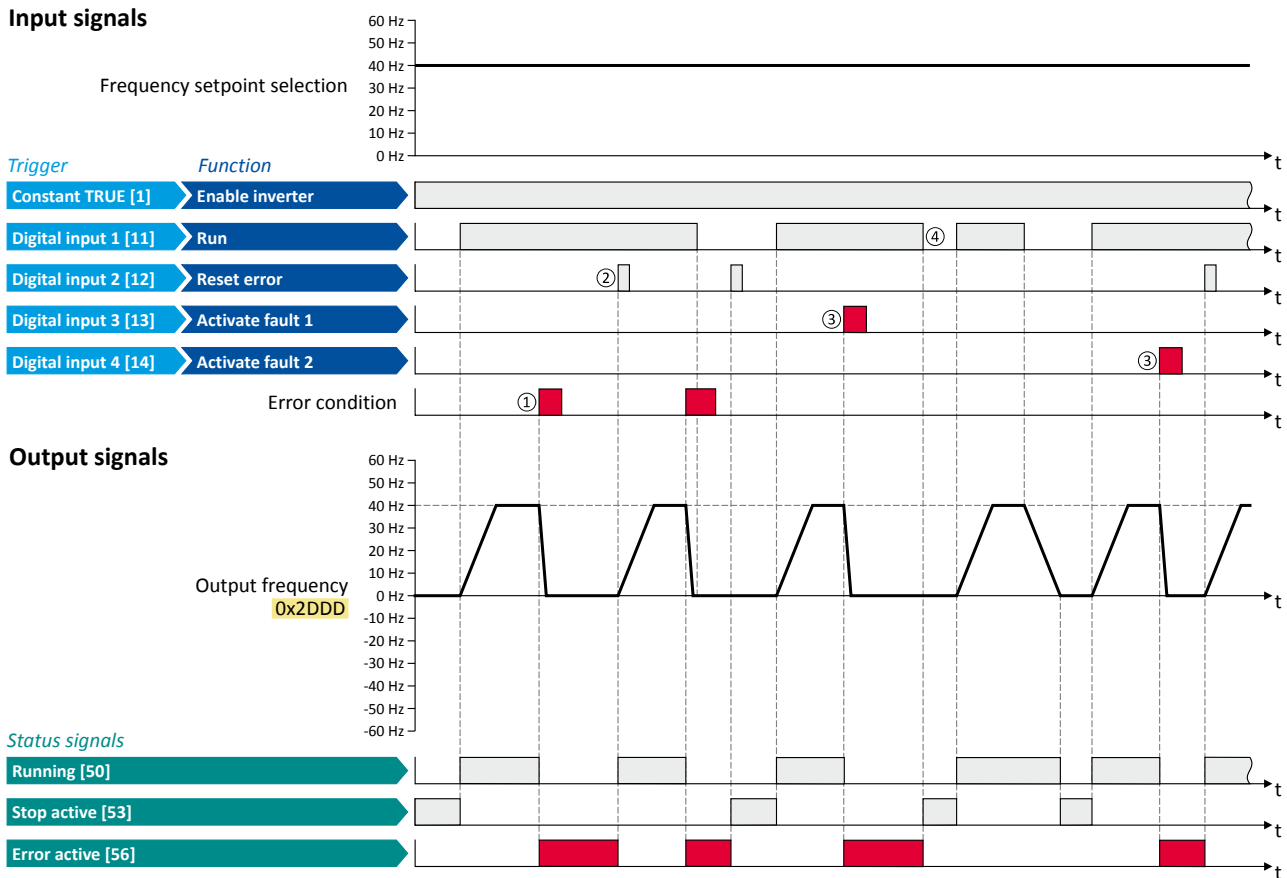 Input signals
60 Hz
50 Hz
40 Hz
30 Hz
20 Hz
10 Hz
0 Hz
Frequency setpoint selection
t
Trigger Function
Constant TRUE [1] Enable inverter
t
Digital input 1 [11] Run ④
t
Digital input 2 [12] Reset error ②
t
Digital input 3 [13] Activate fault 1 ③
t
Digital input 4 [14] Activate fault 2 ③
t
Error condition ①
t
Output signals
60 Hz
50 Hz
40 Hz
30 Hz
20 Hz
10 Hz
0 Hz
-10 Hz
-20 Hz
-30 Hz
-40 Hz
-50 Hz
-60 Hz
Output frequency
0x2DDD
t
Status signals
Running [50]
t
Stop active [53]
t
Error active [56]
t